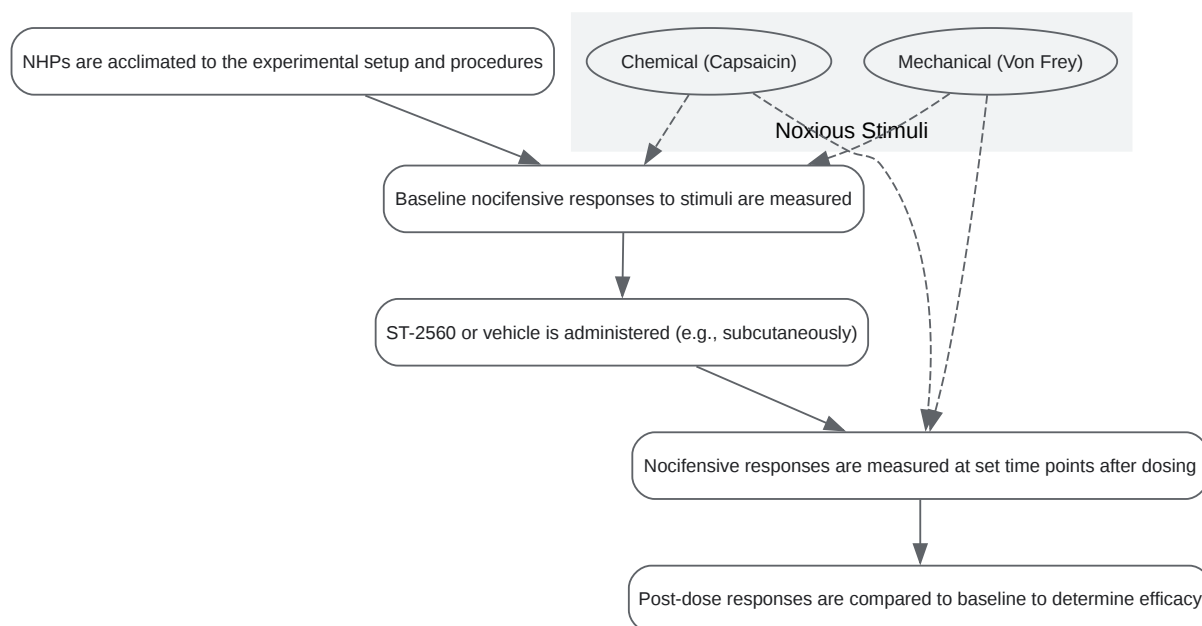 NHPs are acclimated to the experimental setup and procedures
Chemical (Capsaicin)
Mechanical (Von Frey)
Noxious Stimuli
Baseline nocifensive responses to stimuli are measured
ST-2560 or vehicle is administered (e.g., subcutaneously)
Nocifensive responses are measured at set time points after dosing
Post-dose responses are compared to baseline to determine efficacy